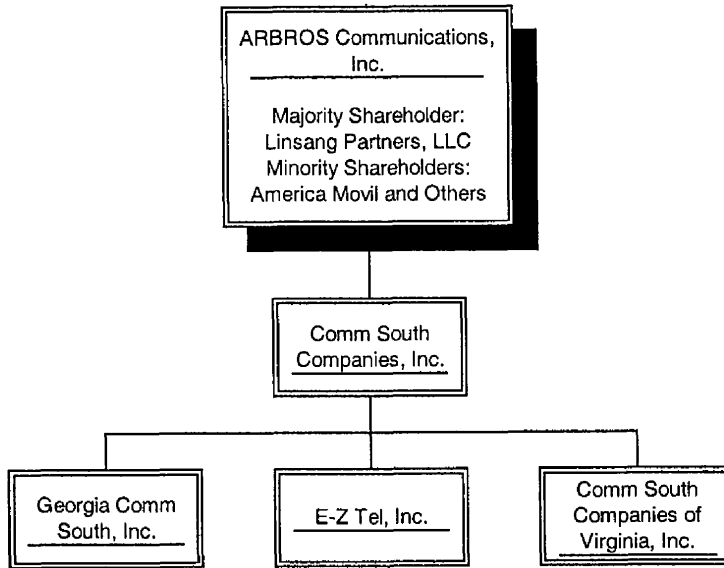 ARBROS Communications,
Inc.
Majority Shareholder:
Linsang Partners, LLC
Minority Shareholders:
America Movil and Others
Comm South
Companies, Inc.
Georgia Comm
South, Inc.
E-Z Tel, Inc.
Comm South
Companies of
Virginia, Inc.